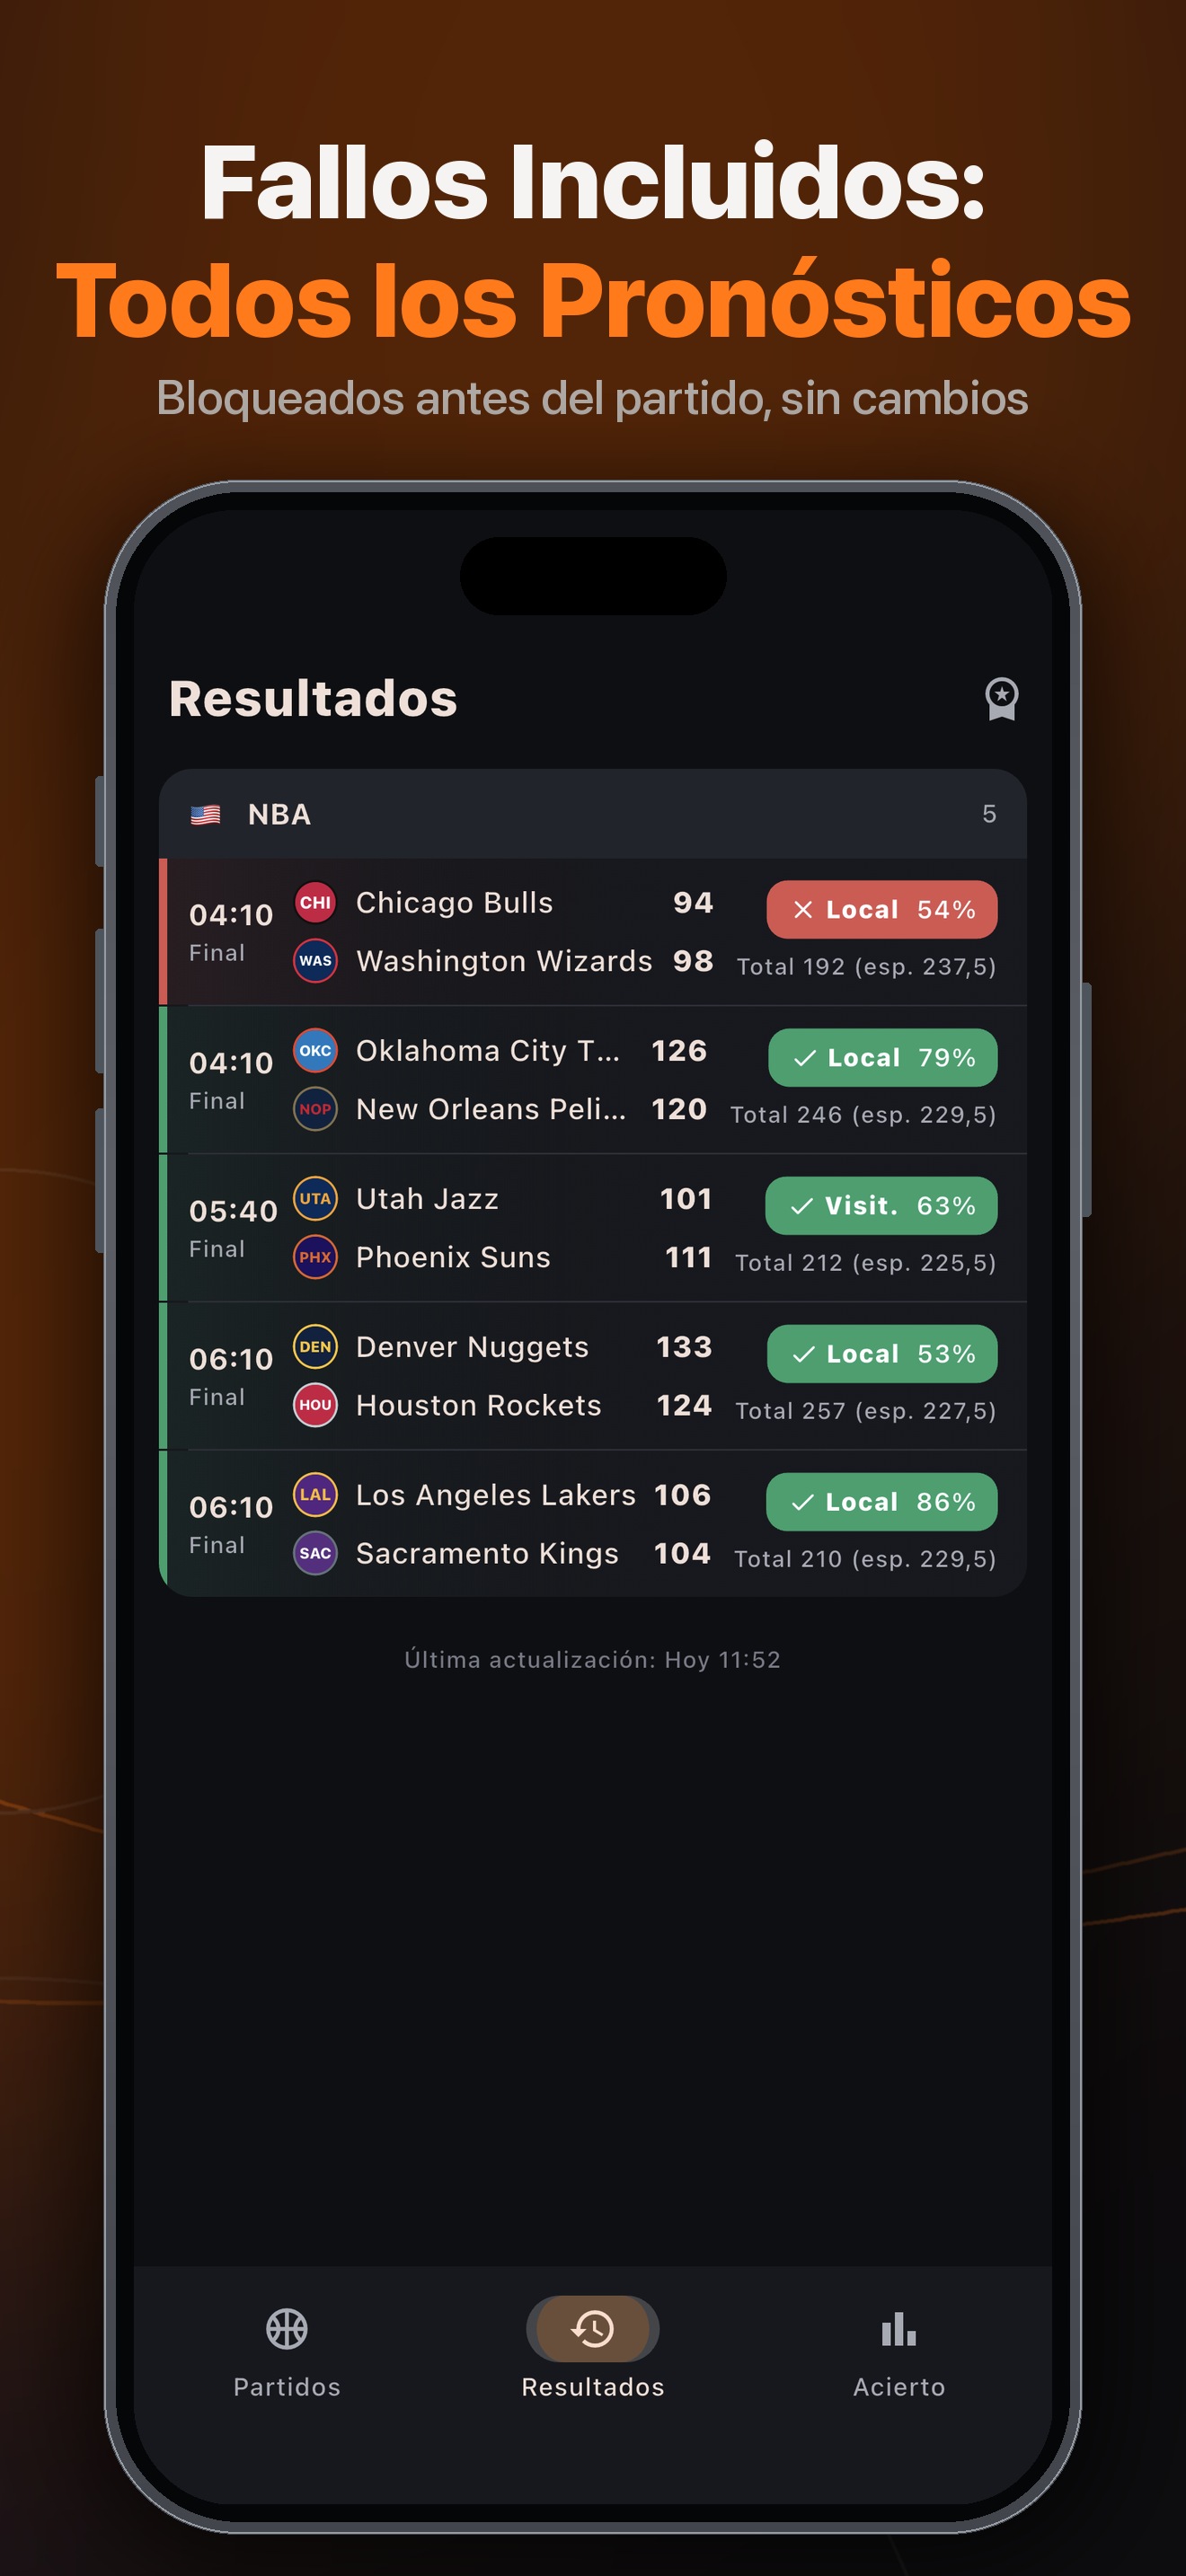 Fallos Incluidos:
Todos los Pronósticos
Bloqueados antes del partido, sin cambios
Resultados
NBA 5
04:10 CHI Chicago Bulls 94 Local 54%
Final WAS Washington Wizards 98 Total 192 (esp. 237,5)
04:10 OKC Oklahoma City T... 126 Local 79%
Final NOP New Orleans Peli... 120 Total 246 (esp. 229,5)
05:40 UTA Utah Jazz 101 Visit. 63%
Final PHX Phoenix Suns 111 Total 212 (esp. 225,5)
06:10 DEN Denver Nuggets 133 Local 53%
Final HOU Houston Rockets 124 Total 257 (esp. 227,5)
06:10 LAL Los Angeles Lakers 106 Local 86%
Final SAC Sacramento Kings 104 Total 210 (esp. 229,5)
Última actualización: Hoy 11:52
Partidos Resultados Acierto